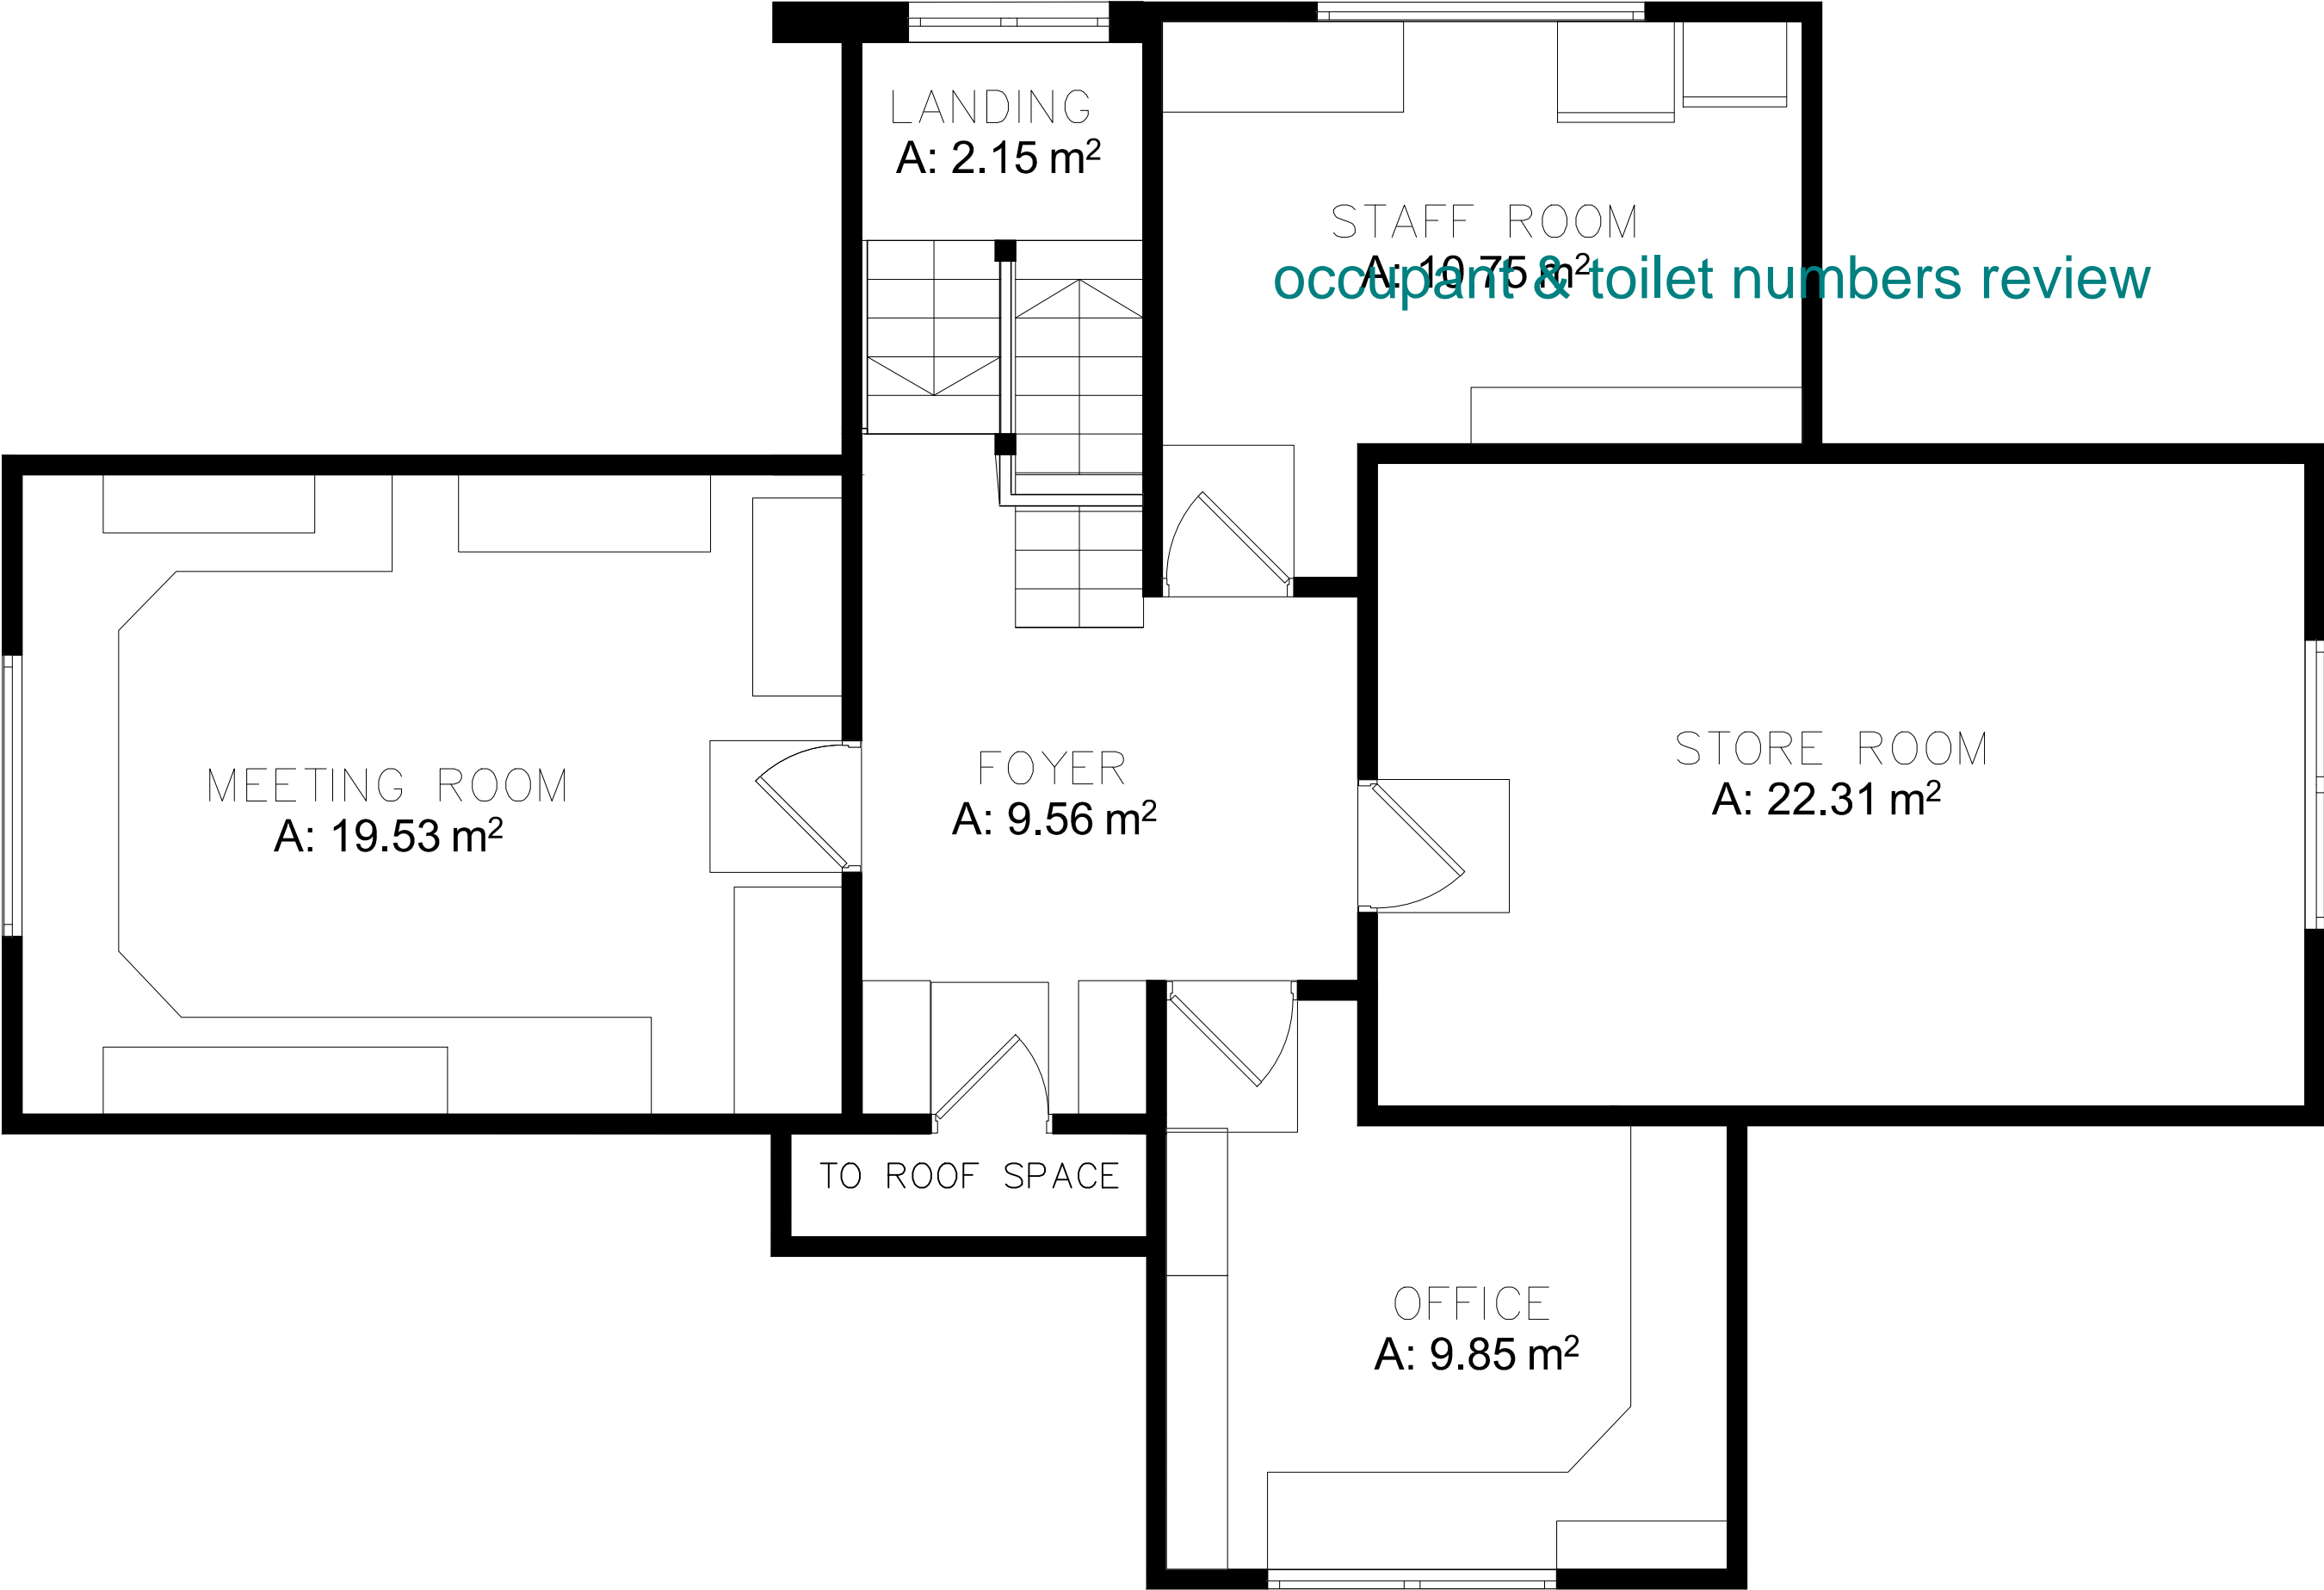 LANDING
A: 2.15 m²
STAFF ROOM
A: 10.75 m²
occupant & toilet numbers review
MEETING ROOM
A: 19.53 m²
FOYER
A: 9.56 m²
STORE ROOM
A: 22.31 m²
TO ROOF SPACE
OFFICE
A: 9.85 m²